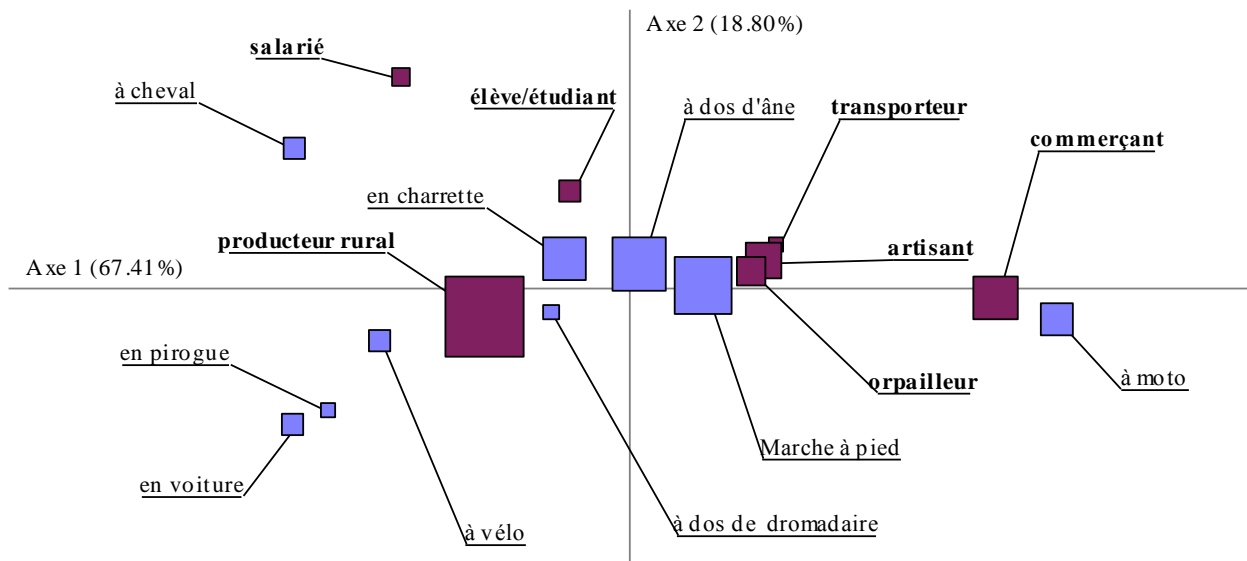 Axe 2 (18.80%)
salarié
à cheval
élève/étudiant
à dos d'âne
transporteur
commerçant
en charrette
producteur rural
artisant
Axe 1 (67.41%)
en pirogue
orpailleur
à moto
Marche à pied
en voiture
à vélo
à dos de dromadaire